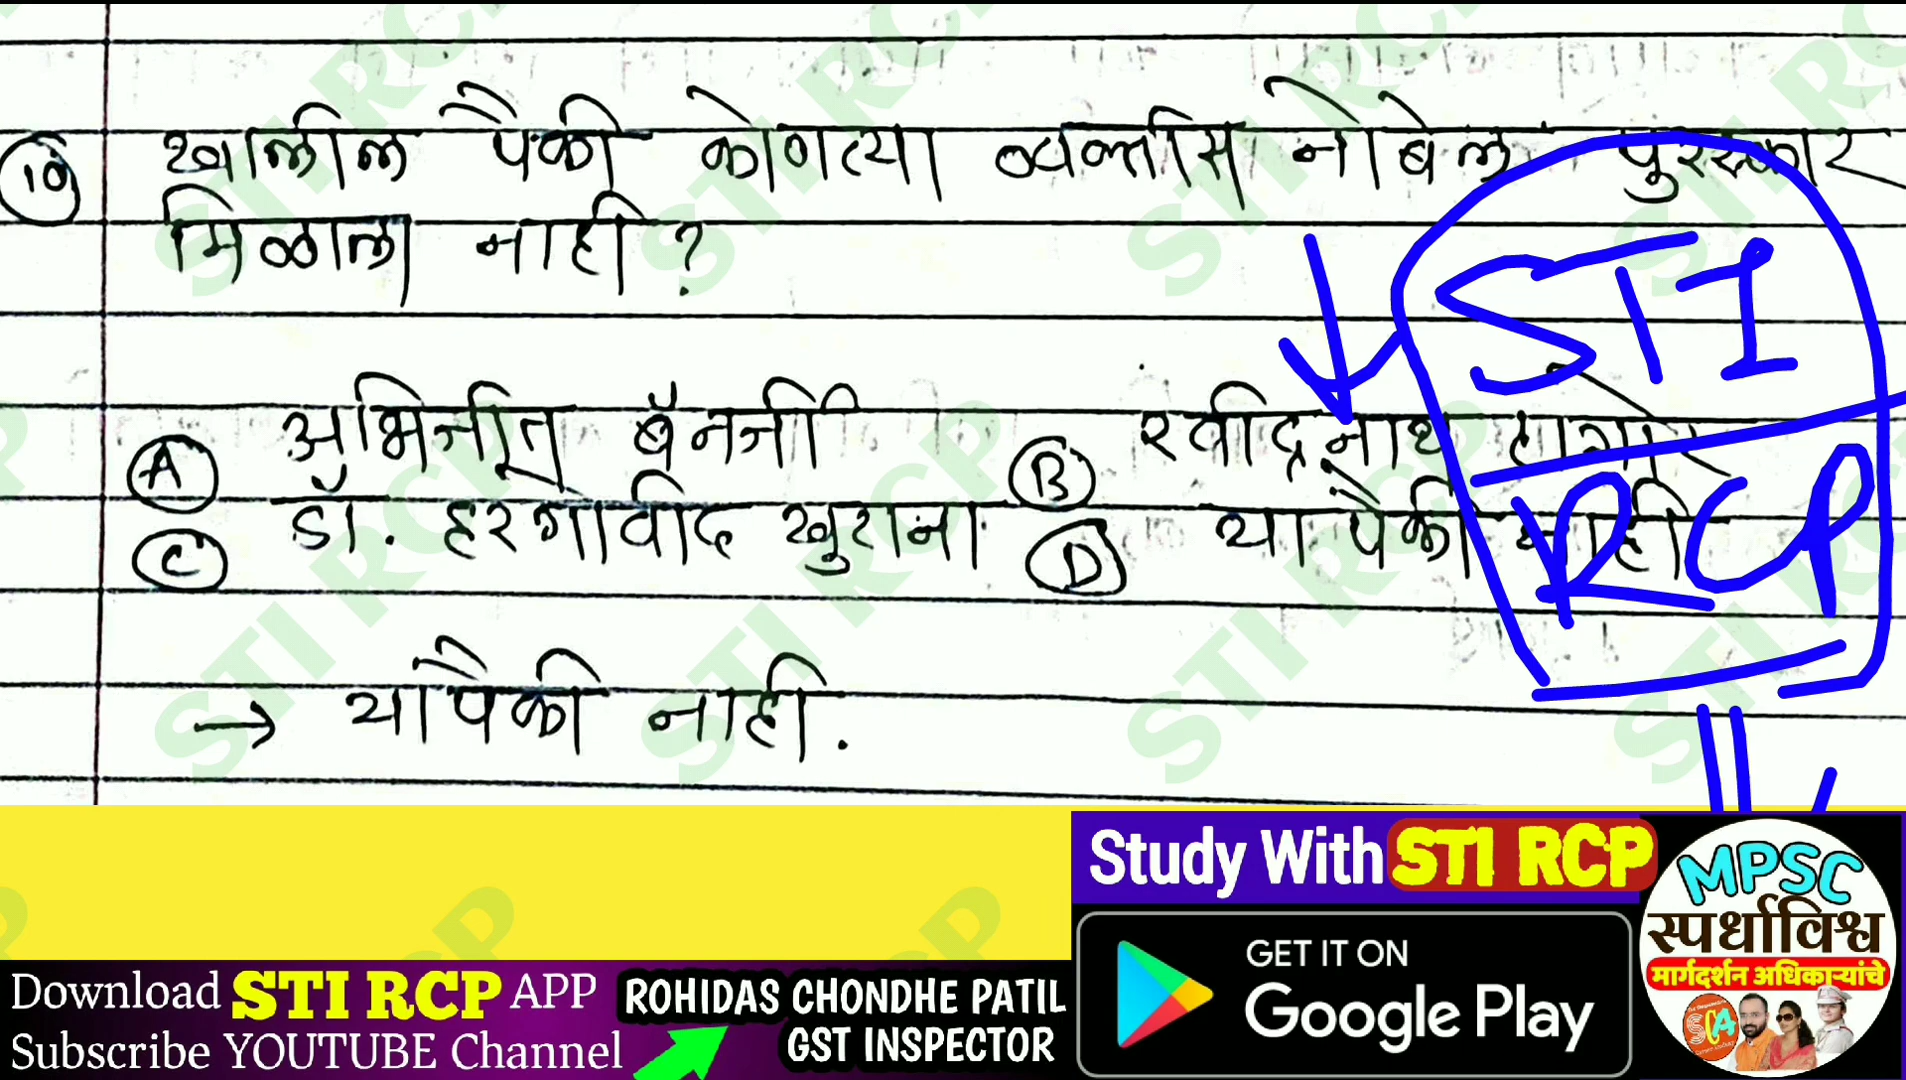 10 खालील पैकी कोणत्या व्यक्तीस नोबेल पुरस्कार
मिळाला नाही?
A अभिजीत बॅनर्जी B रवींद्रनाथ टागोर
C डॉ. हरगोवींद खुराना D यापैकी नाही
→ यांपैकी नाही.
STI
RCP
Study With STI RCP
GET IT ON
Google Play
MPSC
स्पर्धाविश्व
मार्गदर्शन अधिकाऱ्यांचे
SCA
Download STI RCP APP
Subscribe YOUTUBE Channel
ROHIDAS CHONDHE PATIL
GST INSPECTOR